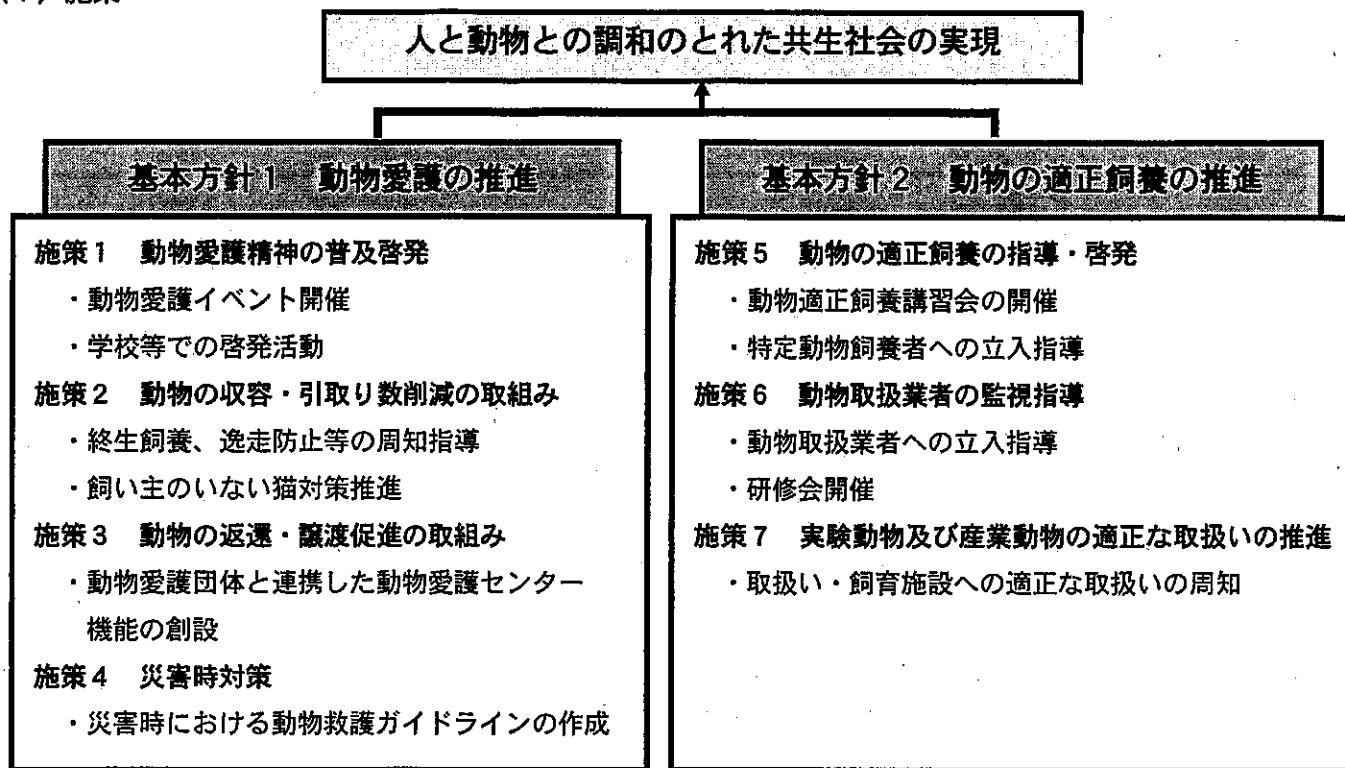 人と動物との調和のとれた共生社会の実現
基本方針1 動物愛護の推進
施策1 動物愛護精神の普及啓発
・動物愛護イベント開催
・学校等での啓発活動
施策2 動物の収容・引取り数削減の取組み
・終生飼養、逸走防止等の周知指導
・飼い主のいない猫対策推進
施策3 動物の返還・譲渡促進の取組み
・動物愛護団体と連携した動物愛護センター
機能の創設
施策4 災害時対策
・災害時における動物救護ガイドラインの作成
基本方針2 動物の適正飼養の推進
施策5 動物の適正飼養の指導・啓発
・動物適正飼養講習会の開催
・特定動物飼養者への立入指導
施策6 動物取扱業者の監視指導
・動物取扱業者への立入指導
・研修会開催
施策7 実験動物及び産業動物の適正な取扱いの推進
・取扱い・飼育施設への適正な取扱いの周知